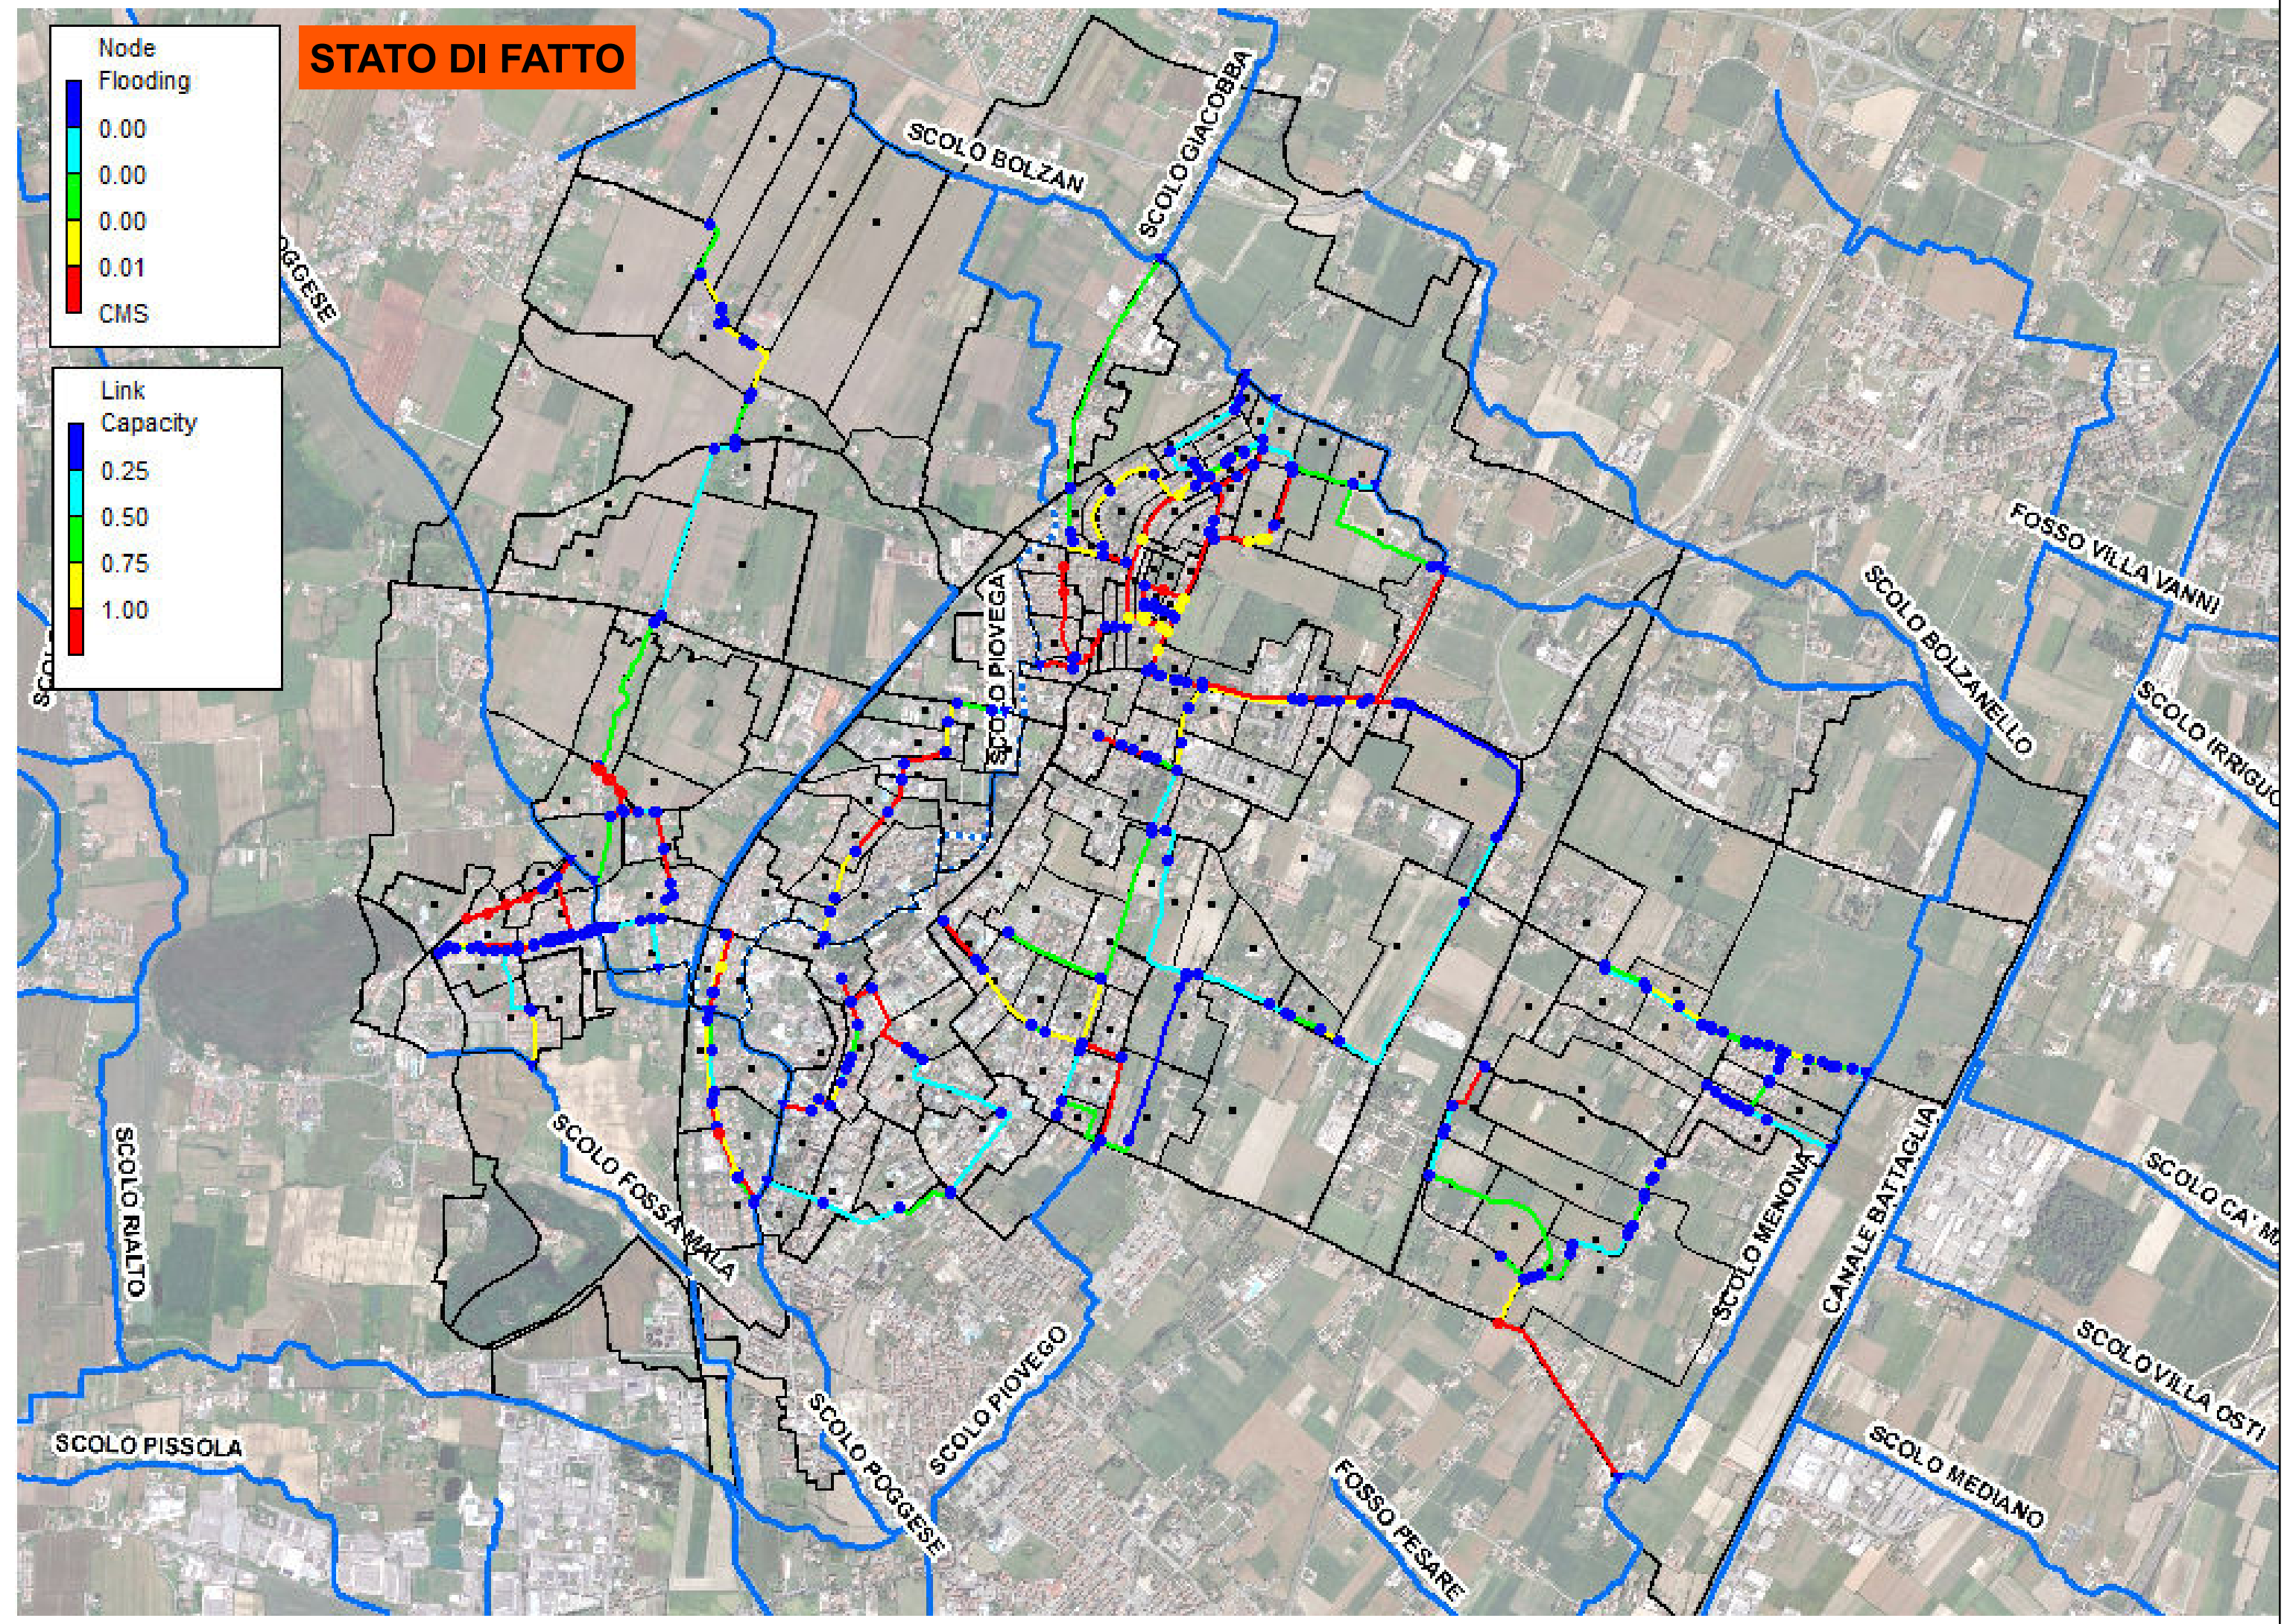 Node
Flooding
0.00
0.00
0.00
0.01
CMS
STATO DI FATTO
Link
Capacity
0.25
0.50
0.75
1.00
OGGESE
SCOLO BOLZAN
SCOLO GIACOBBA
SCOLO PIOVEGA
FOSSO VILLA VANNI
SCOLO BOLZANELLO
SCOLO IRRIGUO
SCOLO RIALTO
SCOLO FOSSA MALA
SCOLO MENONA
CANALE BATTAGLIA
SCOLO CA'
SCOLO VILLA OSTI
SCOLO MEDIANO
SCOLO PISSOLA
SCOLO POGGESE
SCOLO PIOVEGO
FOSSO PESARE